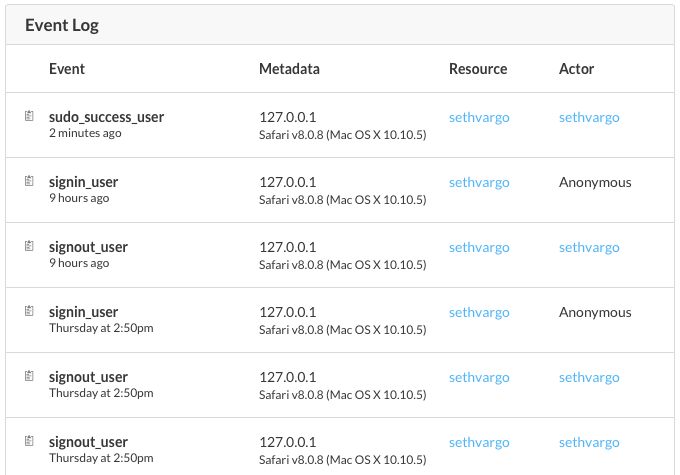 Event Log
Event Metadata Resource Actor
sudo_success_user 127.0.0.1 sethvargo sethvargo
2 minutes ago Safari v8.0.8 (Mac OS X 10.10.5)
signin_user 127.0.0.1 sethvargo Anonymous
9 hours ago Safari v8.0.8 (Mac OS X 10.10.5)
signout_user 127.0.0.1 sethvargo sethvargo
9 hours ago Safari v8.0.8 (Mac OS X 10.10.5)
signin_user 127.0.0.1 sethvargo Anonymous
Thursday at 2:50pm Safari v8.0.8 (Mac OS X 10.10.5)
signout_user 127.0.0.1 sethvargo sethvargo
Thursday at 2:50pm Safari v8.0.8 (Mac OS X 10.10.5)
signout_user 127.0.0.1 sethvargo sethvargo
Thursday at 2:50pm Safari v8.0.8 (Mac OS X 10.10.5)